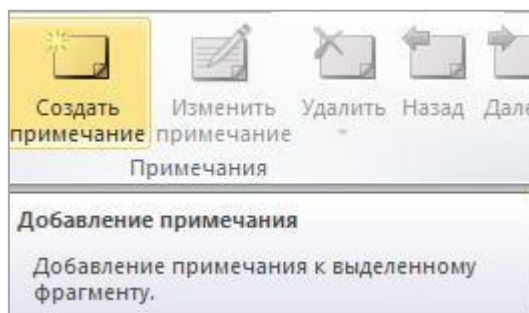 Создать Изменить Удалить Назад
примечание примечание
Примечания
Добавление примечания
Добавление примечания к выделенному
фрагменту.